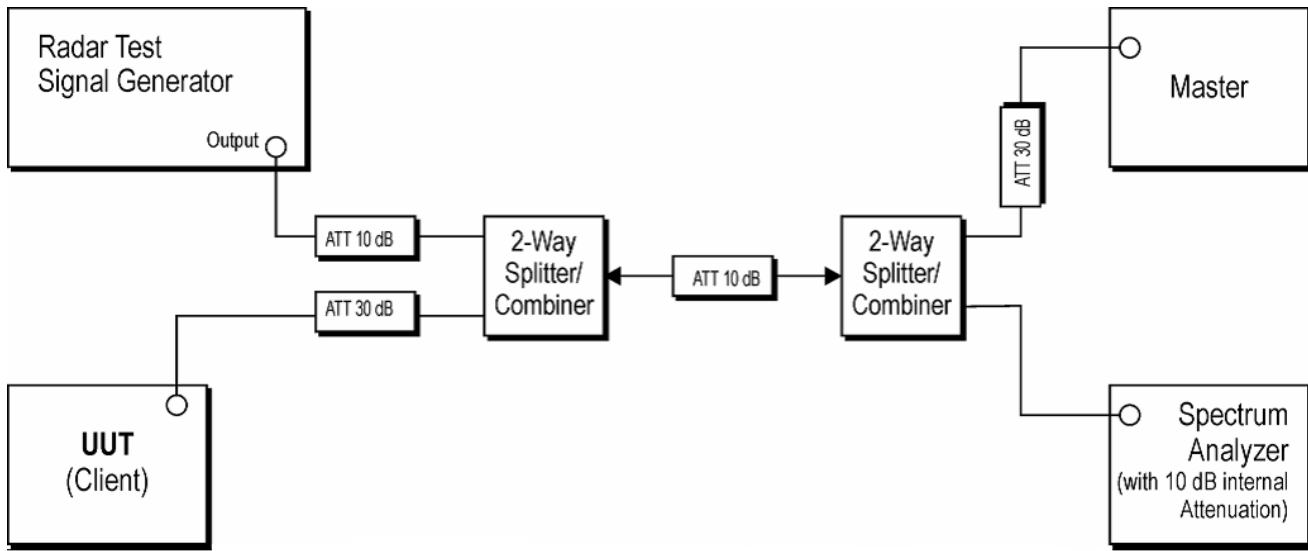 Radar Test
Signal Generator
Output
ATT 10 dB
ATT 30 dB
UUT
(Client)
2-Way
Splitter/
Combiner
ATT 10 dB
2-Way
Splitter/
Combiner
ATT 30 dB
Master
Spectrum
Analyzer
(with 10 dB internal
Attenuation)